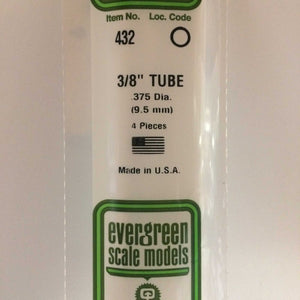 Item No. Loc. Code
432
3/8" TUBE
.375 Dia.
(9.5 mm)
4 Pieces
Made in U.S.A.
evergreen
scale models